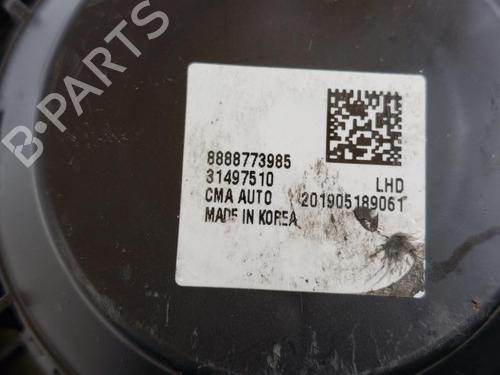 B-PARTS
8888773985
31497510 LHD
CMA AUTO 201905189061
MADE IN KOREA